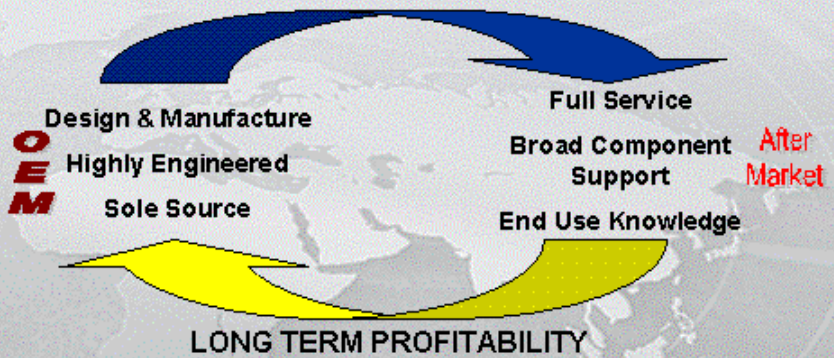 OEM
Design & Manufacture
Highly Engineered
Sole Source
Full Service
Broad Component
Support
End Use Knowledge
After
Market
LONG TERM PROFITABILITY